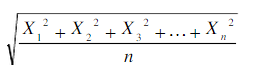 √((X₁² + X₂² + X₃² + ... + Xₙ²) / n)